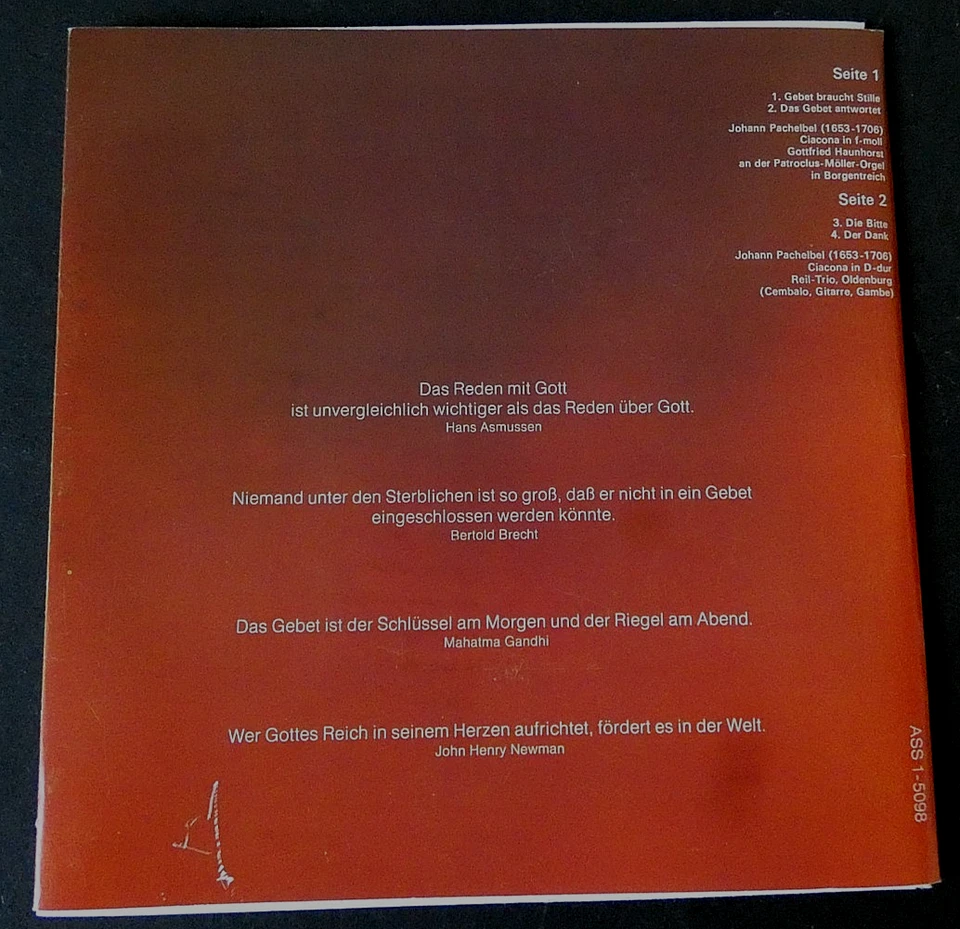 Seite 1
1. Gebet braucht Stille
2. Das Gebet antwortet
Johann Pachelbel (1653-1706)
Ciacona in f-moll
Gottfried Haunhorst
an der Patroclus-Möller-Orgel
in Borgentreich
Seite 2
3. Die Bitte
4. Der Dank
Johann Pachelbel (1653-1706)
Ciacona in D-dur
Reil-Trio, Oldenburg
(Cembalo, Gitarre, Gambe)
Das Reden mit Gott
ist unvergleichlich wichtiger als das Reden über Gott.
Hans Asmussen
Niemand unter den Sterblichen ist so groß, daß er nicht in ein Gebet
eingeschlossen werden könnte.
Bertold Brecht
Das Gebet ist der Schlüssel am Morgen und der Riegel am Abend.
Mahatma Gandhi
Wer Gottes Reich in seinem Herzen aufrichtet, fördert es in der Welt.
John Henry Newman
ASS 1-5098